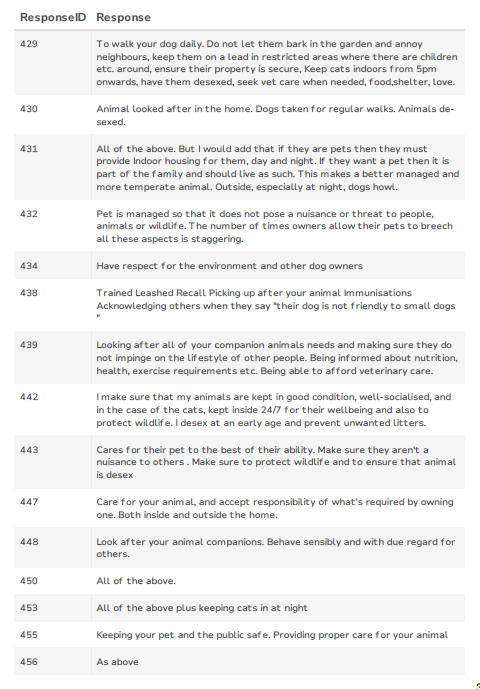 ResponseID Response
429 To walk your dog daily. Do not let them bark in the garden and annoy
neighbours, keep them on a lead in restricted areas where there are children
etc. around, ensure their property is secure, Keep cats indoors from 5pm
onwards, have them desexed, seek vet care when needed, food,shelter, love.
430 Animal looked after in the home. Dogs taken for regular walks. Animals de-
sexed.
431 All of the above. But I would add that if they are pets then they must
provide Indoor housing for them, day and night. If they want a pet then it is
part of the family and should live as such. This makes a better managed and
more temperate animal. Outside, especially at night, dogs howl.
432 Pet is managed so that it does not pose a nuisance or threat to people,
animals or wildlife. The number of times owners allow their pets to breech
all these aspects is staggering.
434 Have respect for the environment and other dog owners
438 Trained Leashed Recall Picking up after your animal Immunisations
Acknowledging others when they say "their dog is not friendly to small dogs
"
439 Looking after all of your companion animals needs and making sure they do
not impinge on the lifestyle of other people. Being informed about nutrition,
health, exercise requirements etc. Being able to afford veterinary care.
442 I make sure that my animals are kept in good condition, well-socialised, and
in the case of the cats, kept inside 24/7 for their wellbeing and also to
protect wildlife. I desex at an early age and prevent unwanted litters.
443 Cares for their pet to the best of their ability. Make sure they aren't a
nuisance to others . Make sure to protect wildlife and to ensure that animal
is desex
447 Care for your animal, and accept responsibility of what's required by owning
one. Both inside and outside the home.
448 Look after your animal companions. Behave sensibly and with due regard for
others.
450 All of the above.
453 All of the above plus keeping cats in at night
455 Keeping your pet and the public safe. Providing proper care for your animal
456 As above